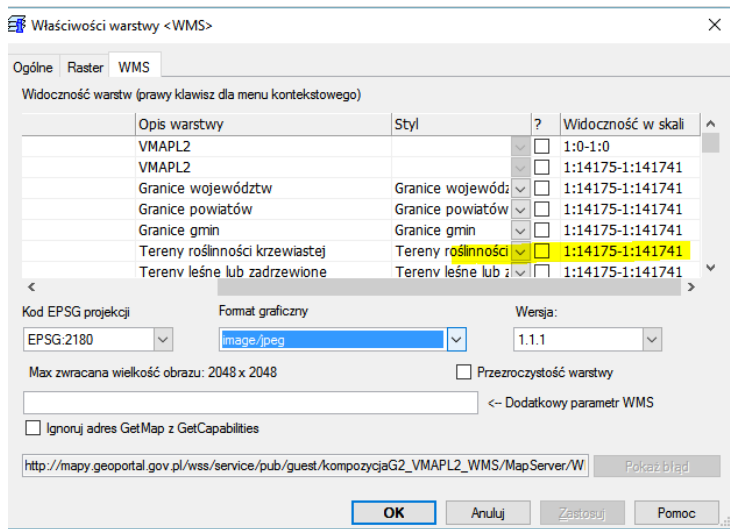 Właściwości warstwy <WMS>
Ogólne Raster WMS
Widoczność warstw (prawy klawisz dla menu kontekstowego)
Opis warstwy Styl ? Widoczność w skali
VMAPL2 1:0-1:0
VMAPL2 1:14175-1:141741
Granice województw Granice wojewódz 1:14175-1:141741
Granice powiatów Granice powiatów 1:14175-1:141741
Granice gmin Granice gmin 1:14175-1:141741
Tereny roślinności krzewiastej Tereny roślinności 1:14175-1:141741
Tereny leśne lub zadrzewione Tereny leśne lub z 1:14175-1:141741
Kod EPSG projekcji Format graficzny Wersja:
EPSG:2180 image/jpeg 1.1.1
Max zwracana wielkość obrazu: 2048 x 2048 Przezroczystość warstwy
<-- Dodatkowy parametr WMS
Ignoruj adres GetMap z GetCapabilities
http://mapy.geoportal.gov.pl/wss/service/pub/guest/kompozycjaG2_VMAPL2_WMS/MapServer/W Pokaż błąd
OK Anuluj Zastosuj Pomoc